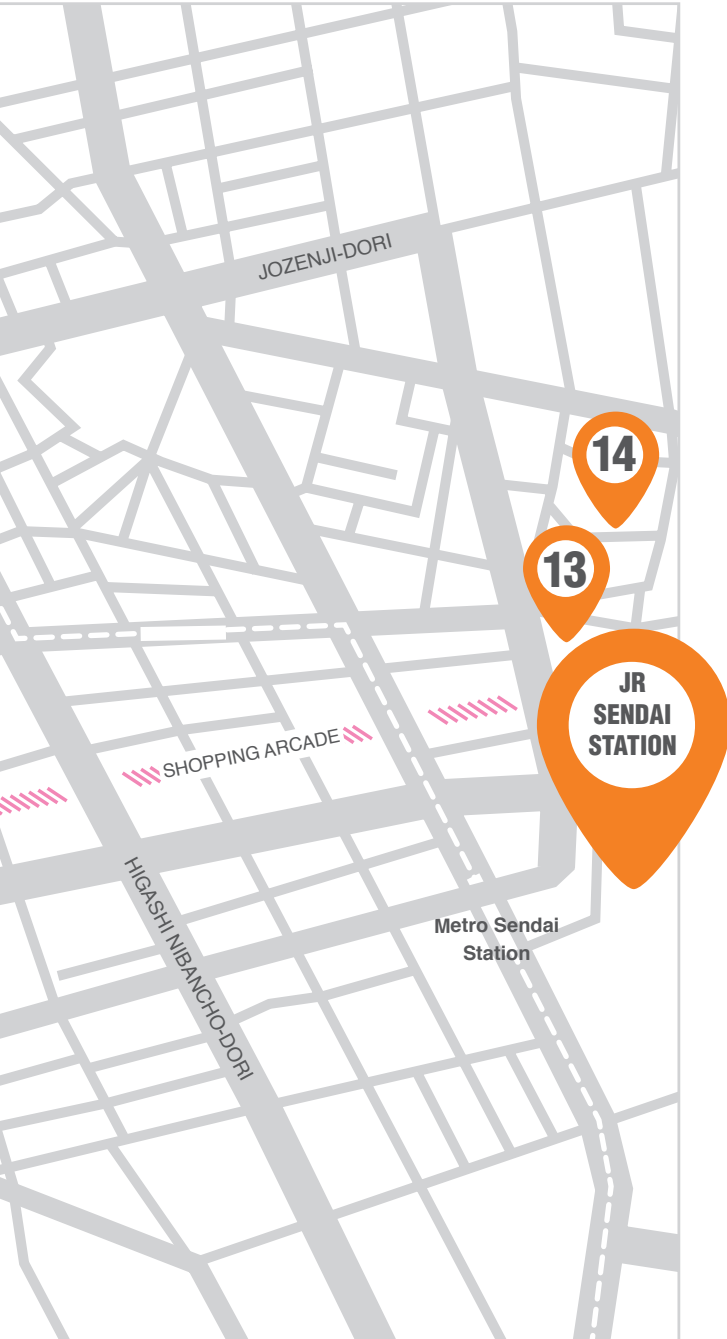 JOZENJI-DORI
14
13
JR
SENDAI
STATION
SHOPPING ARCADE
HIGASHI NIBANCHO-DORI
Metro Sendai
Station